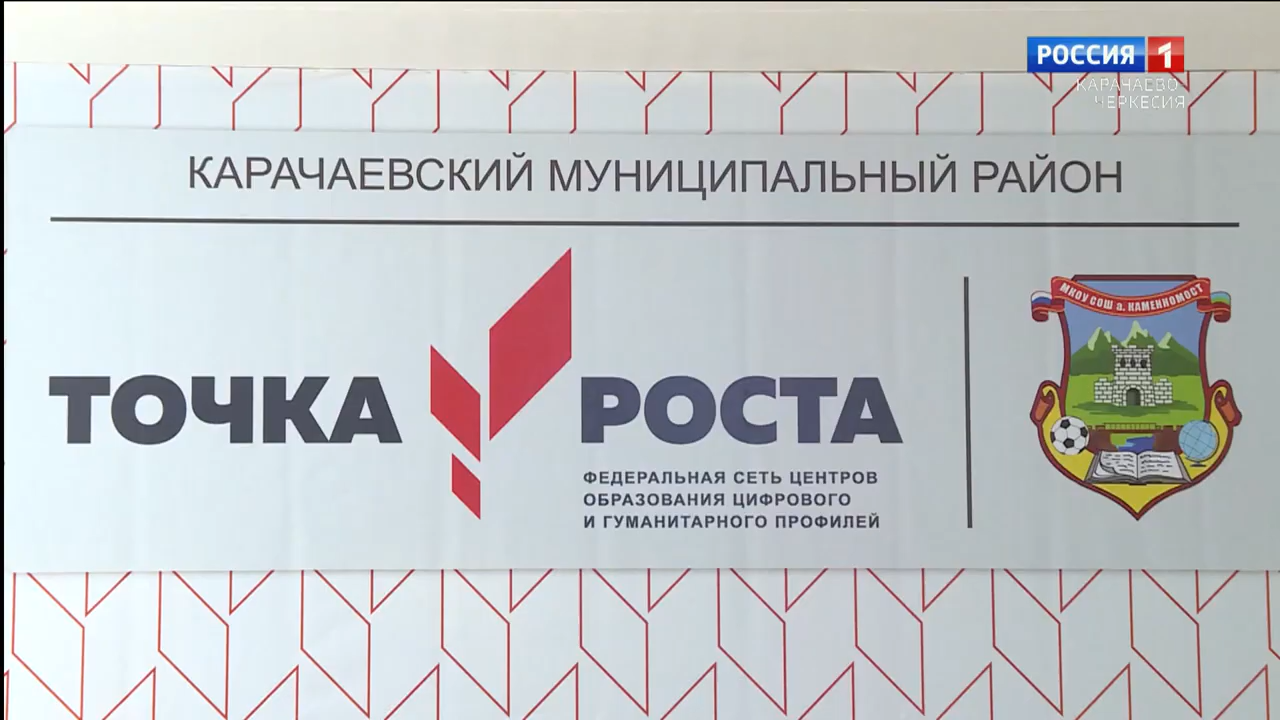 РОССИЯ 1
КАРАЧАЕВО
ЧЕРКЕСИЯ
КАРАЧАЕВСКИЙ МУНИЦИПАЛЬНЫЙ РАЙОН
ТОЧКА РОСТА
ФЕДЕРАЛЬНАЯ СЕТЬ ЦЕНТРОВ
ОБРАЗОВАНИЯ ЦИФРОВОГО
И ГУМАНИТАРНОГО ПРОФИЛЕЙ
МКОУ СОШ а. КАМЕННОМОСТ